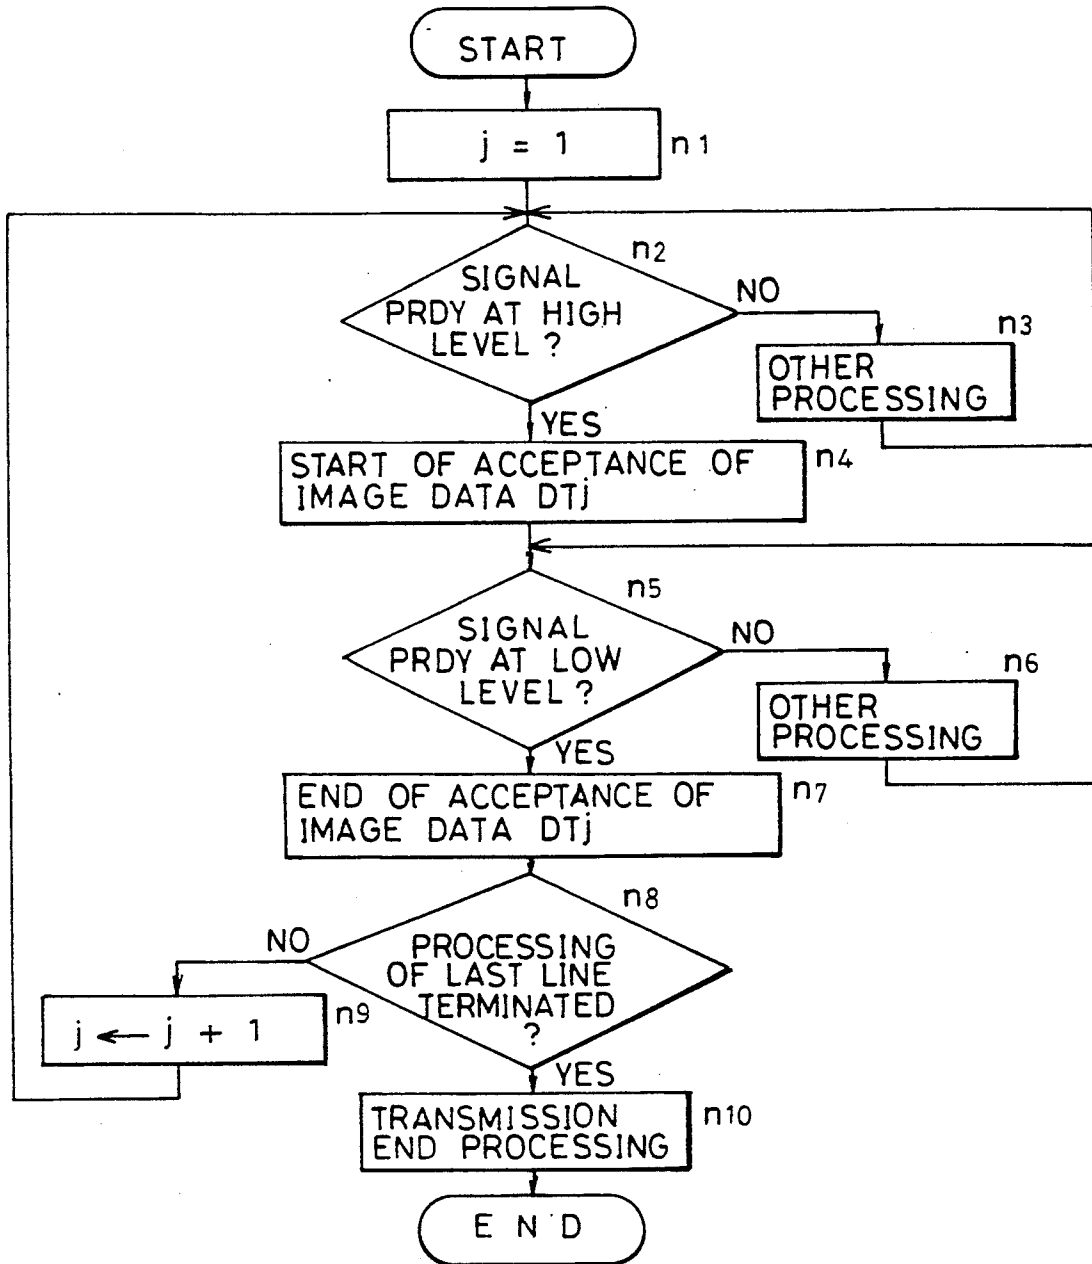 START
j = 1
n1
n2
SIGNAL
PRDY AT HIGH
LEVEL ?
NO
n3
OTHER
PROCESSING
YES
START OF ACCEPTANCE OF
IMAGE DATA DTj
n4
n5
SIGNAL
PRDY AT LOW
LEVEL ?
NO
n6
OTHER
PROCESSING
YES
END OF ACCEPTANCE OF
IMAGE DATA DTj
n7
n8
NO
PROCESSING
OF LAST LINE
TERMINATED
?
j ← j + 1
n9
YES
TRANSMISSION
END PROCESSING
n10
END